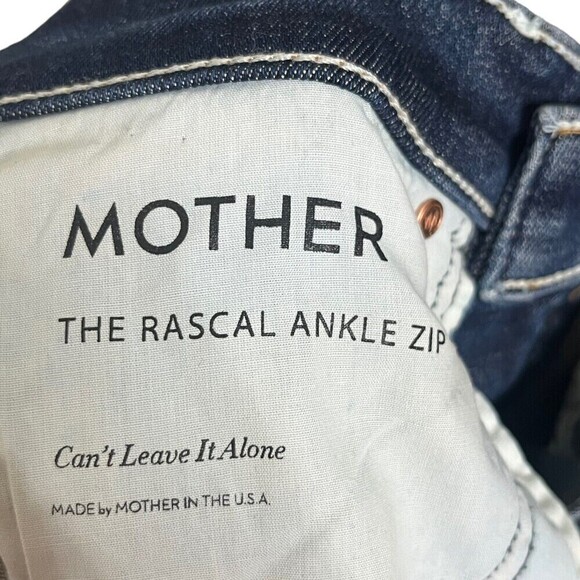 MOTHER
THE RASCAL ANKLE ZIP
Can't Leave It Alone
MADE by MOTHER IN THE U.S.A.